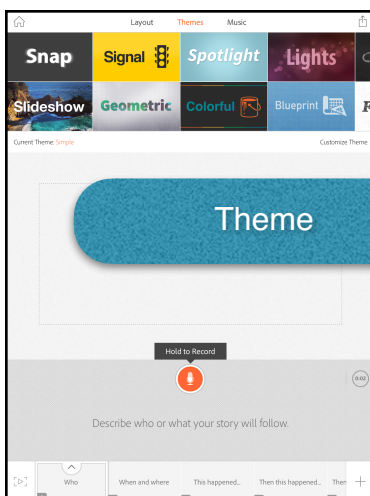 Layout Themes Music
Snap Signal Spotlight Lights
Slideshow Geometric Colorful Blueprint
Current Theme: Simple Customize Theme
Theme
Hold to Record
0:02
Describe who or what your story will follow.
Who When and where This happened... Then this happened... Then